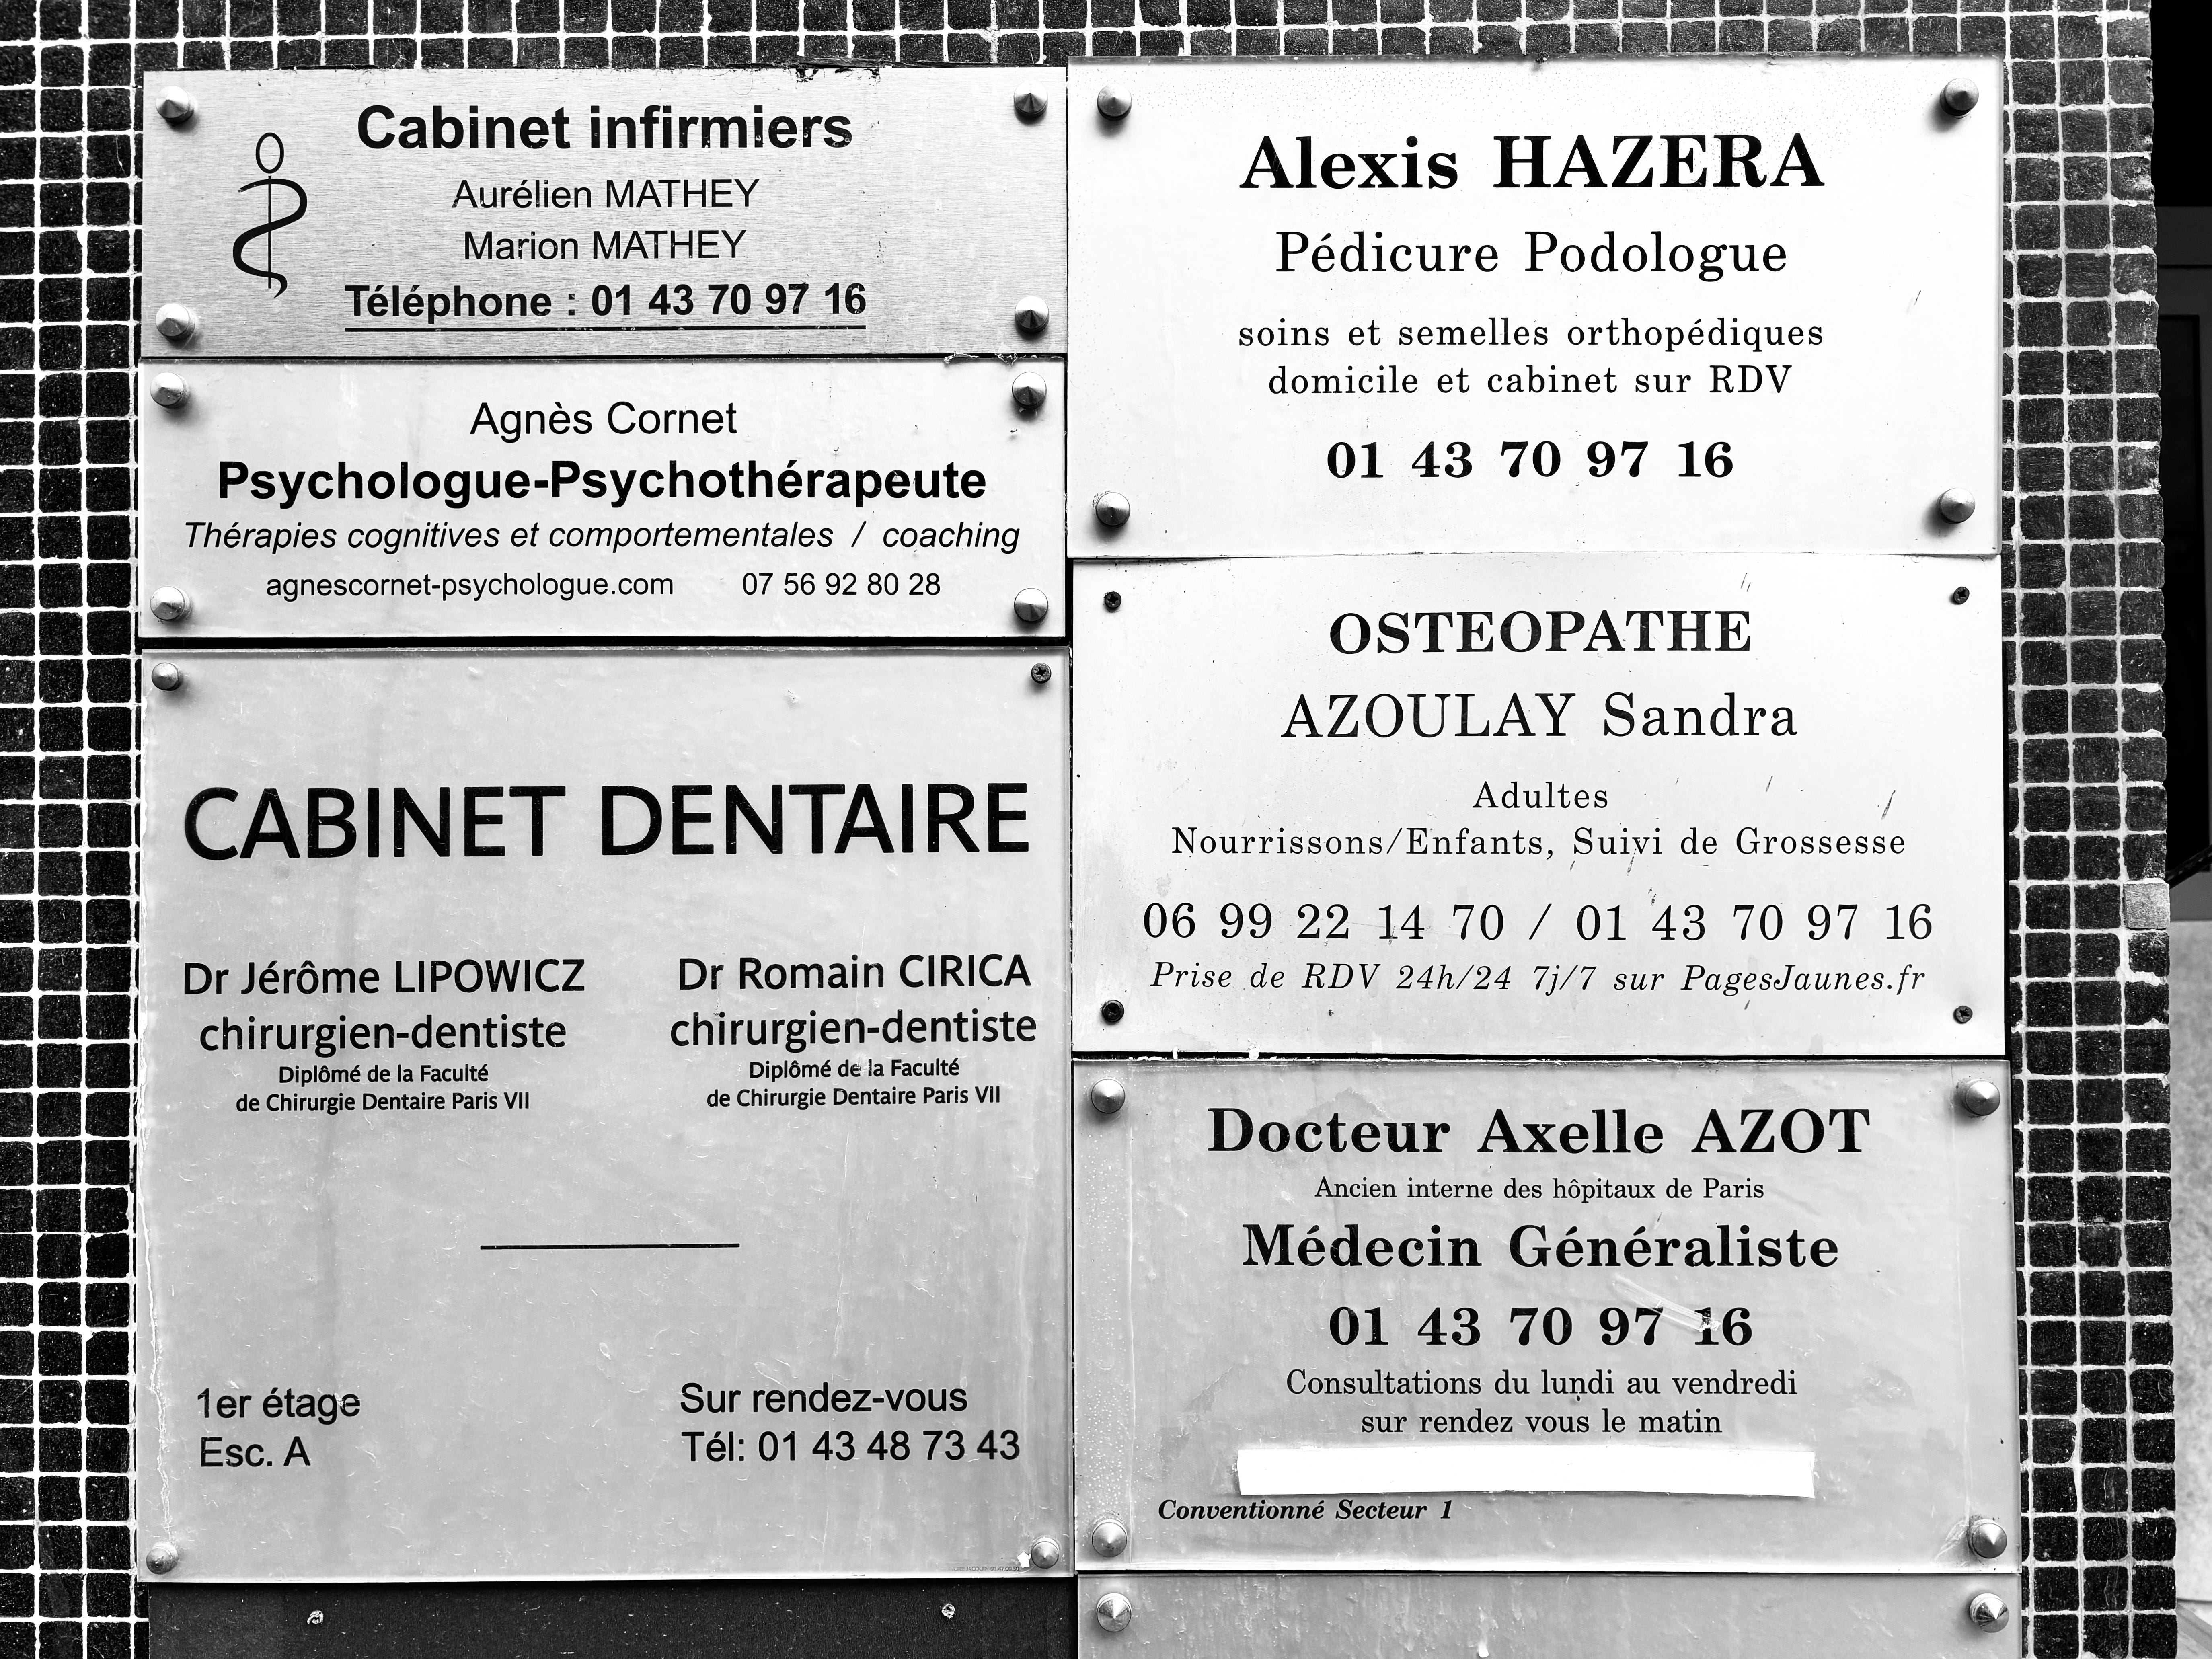 Cabinet infirmiers
Aurélien MATHEY
Marion MATHEY
Téléphone : 01 43 70 97 16
Agnès Cornet
Psychologue-Psychothérapeute
Thérapies cognitives et comportementales / coaching
agnescornet-psychologue.com 07 56 92 80 28
CABINET DENTAIRE
Dr Jérôme LIPOWICZ
chirurgien-dentiste
Diplômé de la Faculté
de Chirurgie Dentaire Paris VII
Dr Romain CIRICA
chirurgien-dentiste
Diplômé de la Faculté
de Chirurgie Dentaire Paris VII
1er étage
Esc. A
Sur rendez-vous
Tél: 01 43 48 73 43
Alexis HAZERA
Pédicure Podologue
soins et semelles orthopédiques
domicile et cabinet sur RDV
01 43 70 97 16
OSTEOPATHE
AZOULAY Sandra
Adultes
Nourrissons/Enfants, Suivi de Grossesse
06 99 22 14 70 / 01 43 70 97 16
Prise de RDV 24h/24 7j/7 sur PagesJaunes.fr
Docteur Axelle AZOT
Ancien interne des hôpitaux de Paris
Médecin Généraliste
01 43 70 97 16
Consultations du lundi au vendredi
sur rendez vous le matin
Conventionné Secteur 1